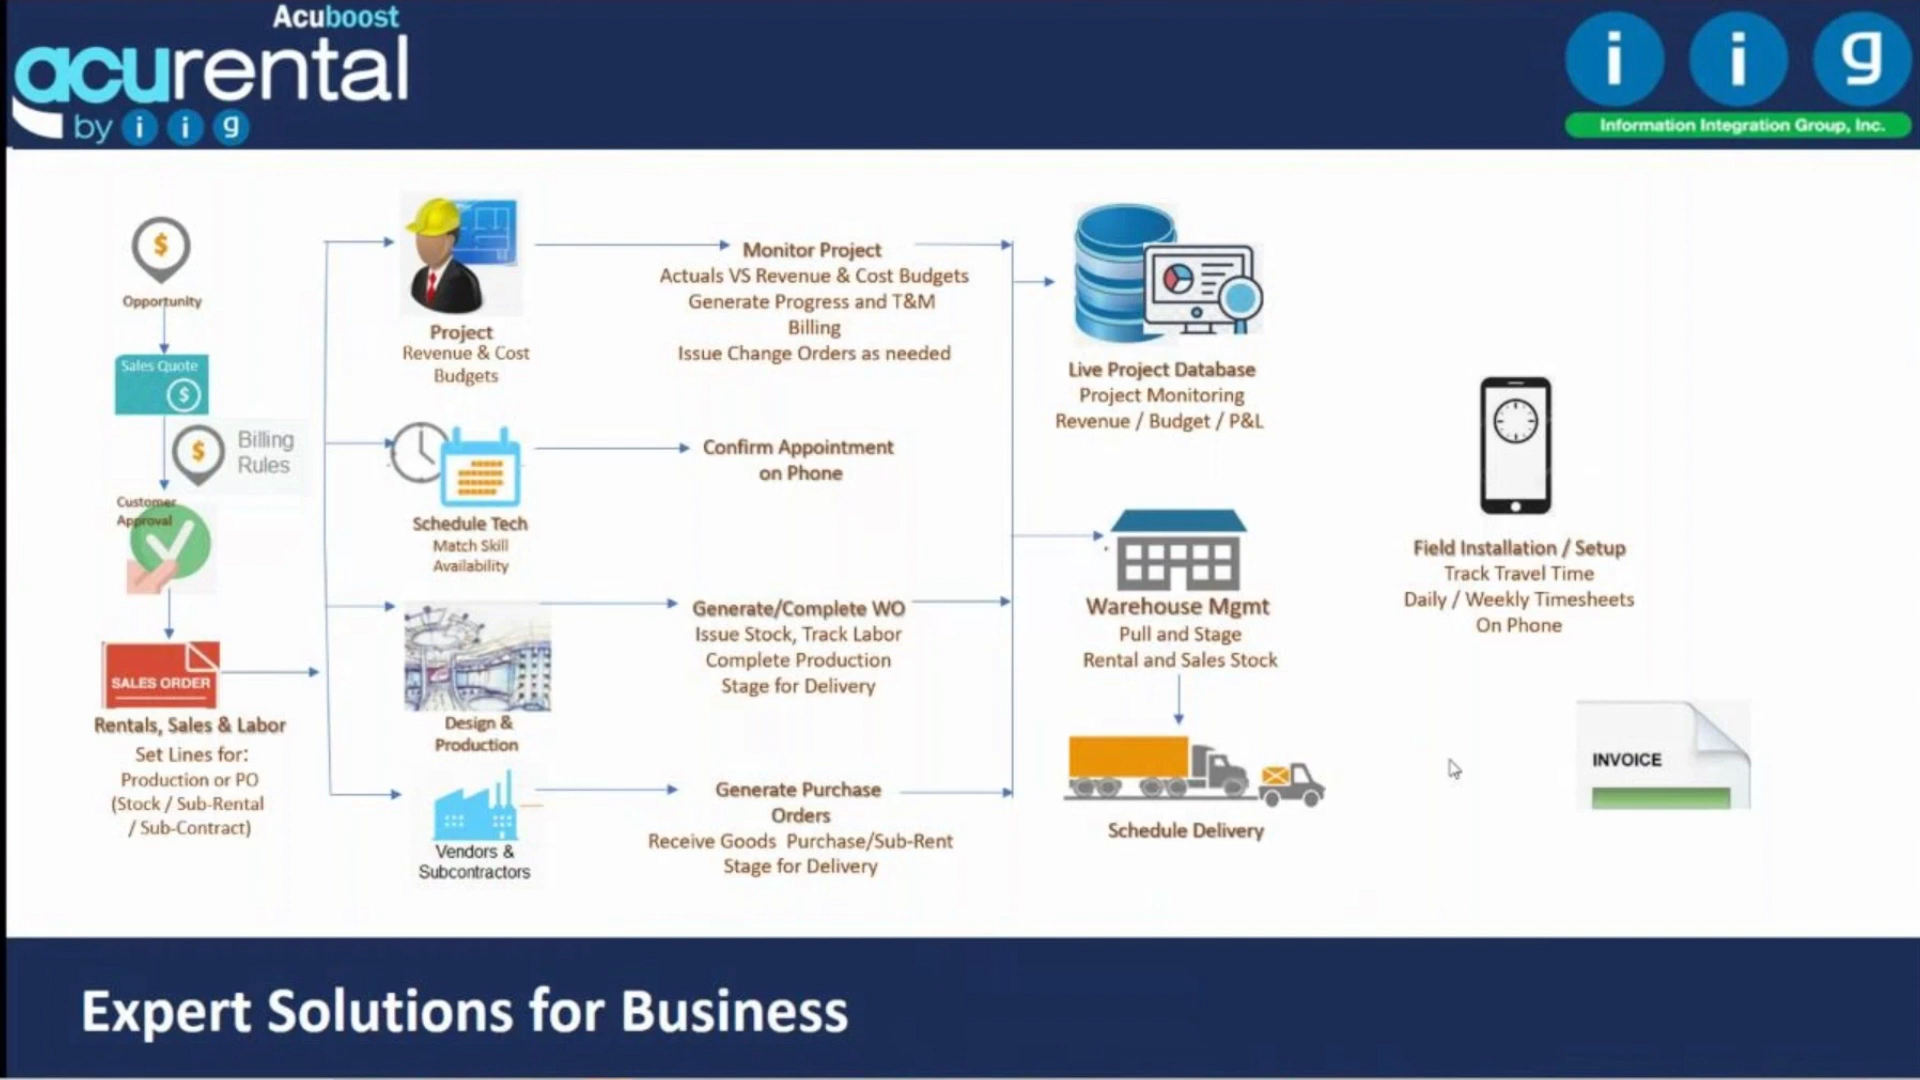 Acuboost
acurental
by i i g
i i g
Information Integration Group, Inc.
Opportunity
Sales Quote
Billing
Rules
Customer
Approval
SALES ORDER
Rentals, Sales & Labor
Set Lines for:
Production or PO
(Stock / Sub-Rental
/ Sub-Contract)
Project
Revenue & Cost
Budgets
Schedule Tech
Match Skill
Availability
Design &
Production
Vendors &
Subcontractors
Monitor Project
Actuals VS Revenue & Cost Budgets
Generate Progress and T&M
Billing
Issue Change Orders as needed
Confirm Appointment
on Phone
Generate/Complete WO
Issue Stock, Track Labor
Complete Production
Stage for Delivery
Generate Purchase
Orders
Receive Goods Purchase/Sub-Rent
Stage for Delivery
Live Project Database
Project Monitoring
Revenue / Budget / P&L
Warehouse Mgmt
Pull and Stage
Rental and Sales Stock
Schedule Delivery
Field Installation / Setup
Track Travel Time
Daily / Weekly Timesheets
On Phone
INVOICE
Expert Solutions for Business